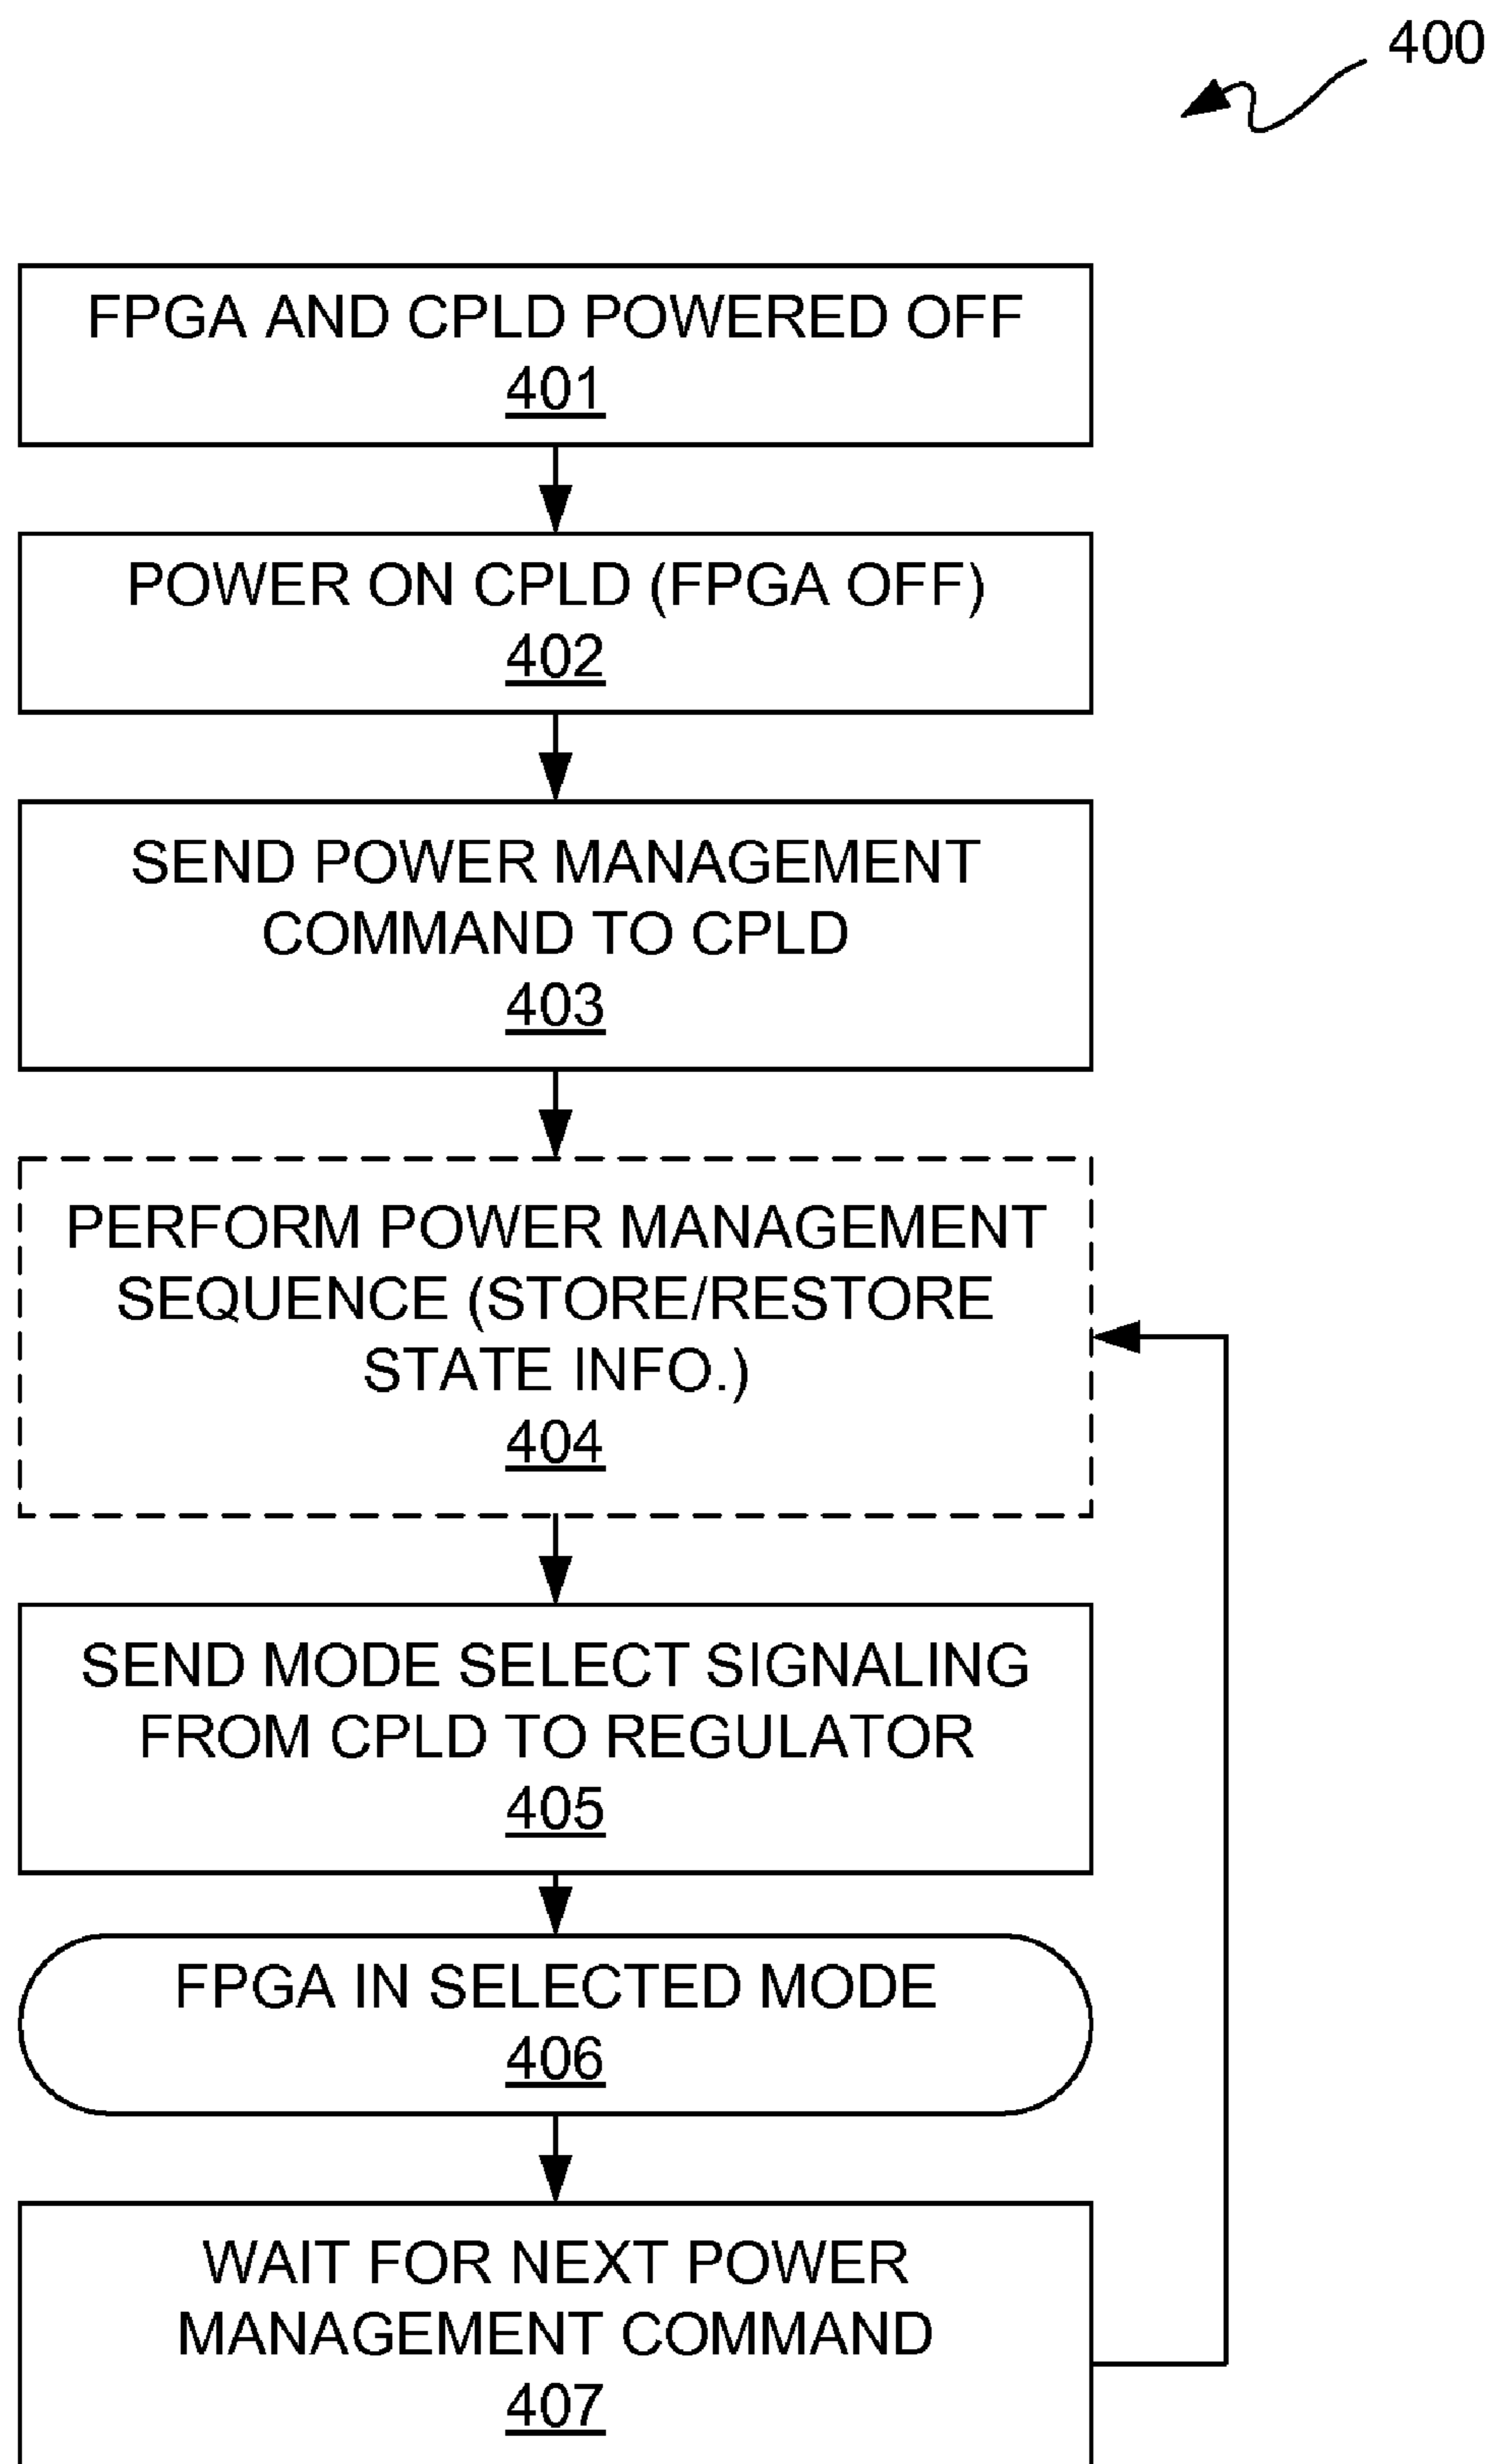 400
FPGA AND CPLD POWERED OFF
401
POWER ON CPLD (FPGA OFF)
402
SEND POWER MANAGEMENT
COMMAND TO CPLD
403
PERFORM POWER MANAGEMENT
SEQUENCE (STORE/RESTORE
STATE INFO.)
404
SEND MODE SELECT SIGNALING
FROM CPLD TO REGULATOR
405
FPGA IN SELECTED MODE
406
WAIT FOR NEXT POWER
MANAGEMENT COMMAND
407